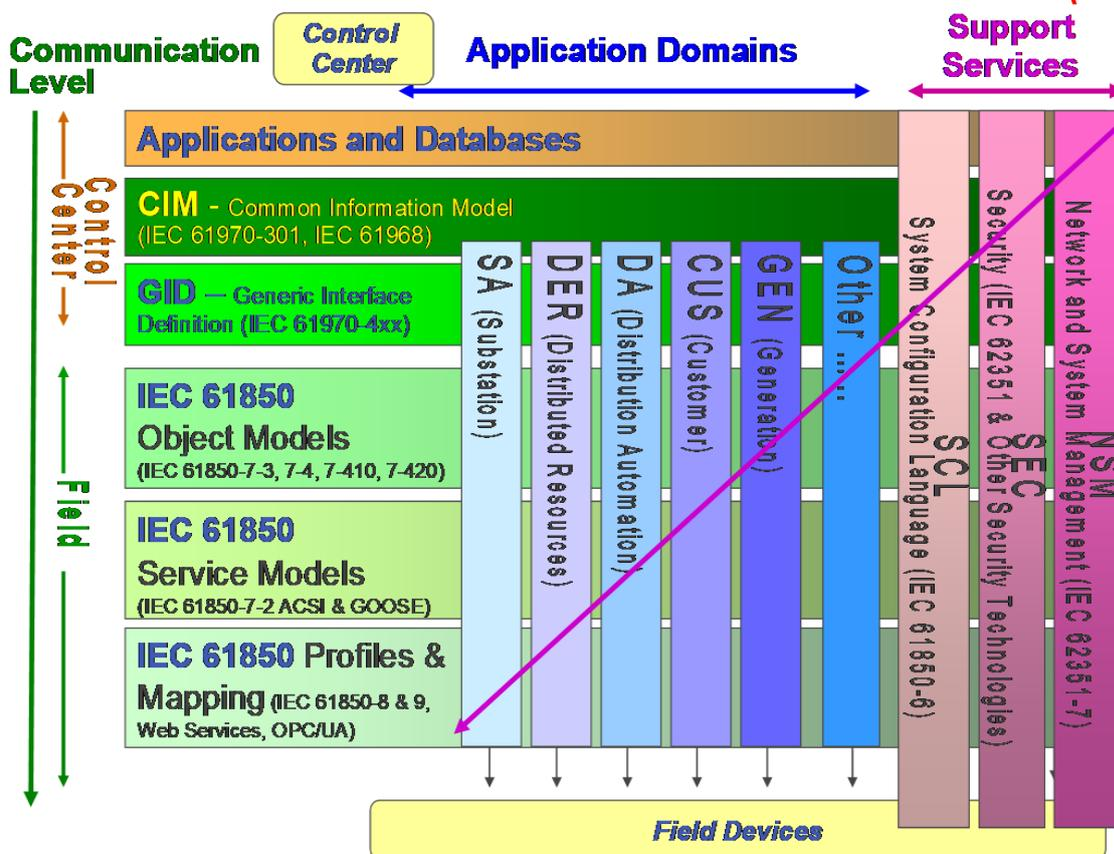 Communication
Level
Control
Center
Application Domains
Support
Services
Control
Center
Field
Applications and Databases
CIM - Common Information Model
(IEC 61970-301, IEC 61968)
GID — Generic Interface
Definition (IEC 61970-4xx)
IEC 61850
Object Models
(IEC 61850-7-3, 7-4, 7-410, 7-420)
IEC 61850
Service Models
(IEC 61850-7-2 ACSI & GOOSE)
IEC 61850 Profiles &
Mapping (IEC 61850-8 & 9,
Web Services, OPC/UA)
SA (Substation)
DER (Distributed Resources)
DA (Distribution Automation)
CUS (Customer)
GEN (Generation)
Other ......
SCL
System Configuration Language (IEC 61850-6)
SEC
Security (IEC 62351 & Other Security Technologies)
NSM
Network and System Management (IEC 62351-7)
Field Devices